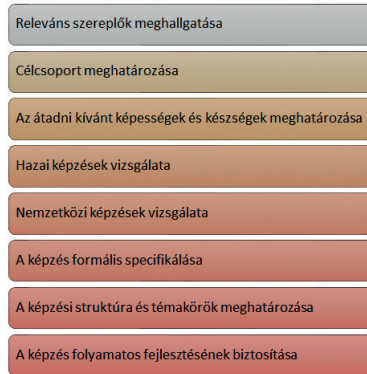 Releváns szereplők meghallgatása
Célcsoport meghatározása
Az átadni kívánt képességek és készségek meghatározása
Hazai képzések vizsgálata
Nemzetközi képzések vizsgálata
A képzés formális specifikálása
A képzési struktúra és témakörök meghatározása
A képzés folyamatos fejlesztésének biztosítása